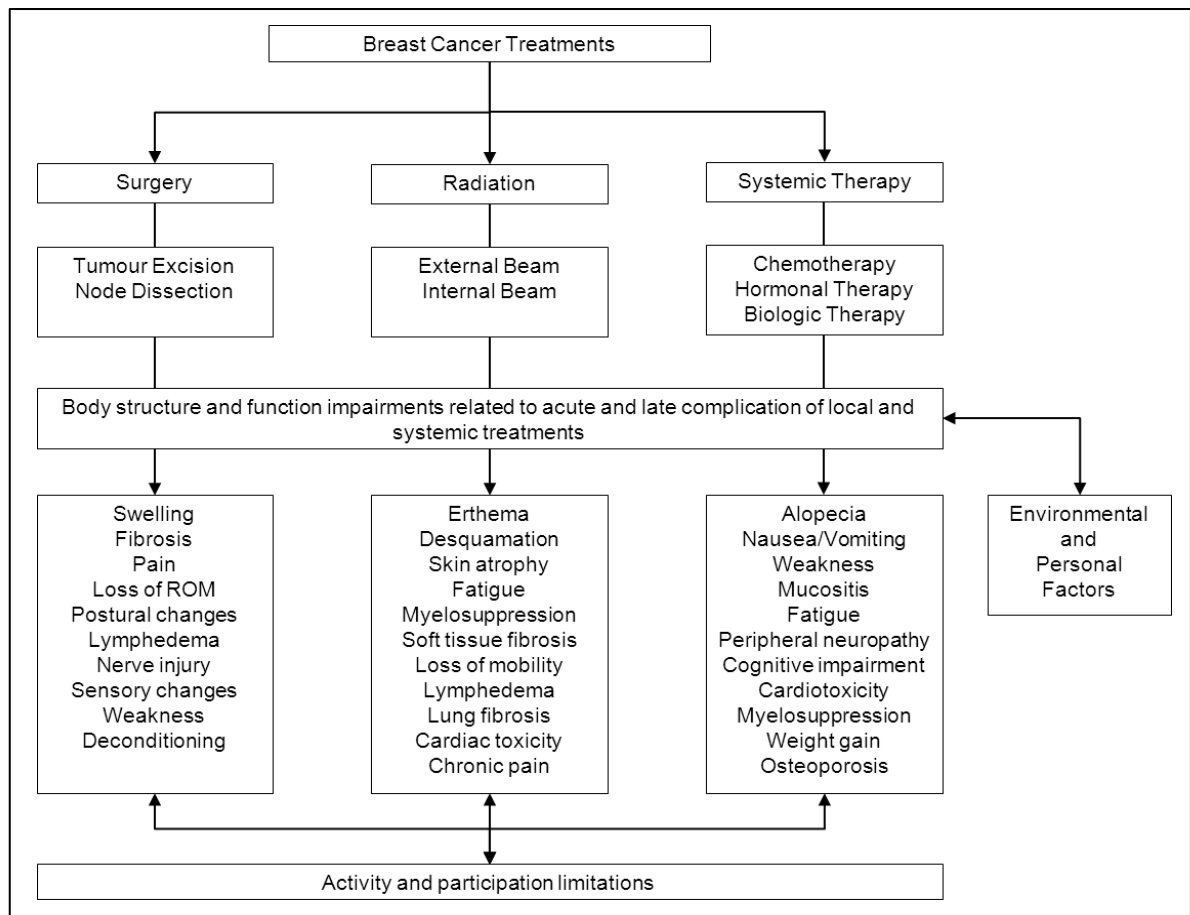 Breast Cancer Treatments
Surgery
Radiation
Systemic Therapy
Tumour Excision
Node Dissection
External Beam
Internal Beam
Chemotherapy
Hormonal Therapy
Biologic Therapy
Body structure and function impairments related to acute and late complication of local and
systemic treatments
Swelling
Fibrosis
Pain
Loss of ROM
Postural changes
Lymphedema
Nerve injury
Sensory changes
Weakness
Deconditioning
Erthema
Desquamation
Skin atrophy
Fatigue
Myelosuppression
Soft tissue fibrosis
Loss of mobility
Lymphedema
Lung fibrosis
Cardiac toxicity
Chronic pain
Alopecia
Nausea/Vomiting
Weakness
Mucositis
Fatigue
Peripheral neuropathy
Cognitive impairment
Cardiotoxicity
Myelosuppression
Weight gain
Osteoporosis
Environmental
and
Personal
Factors
Activity and participation limitations